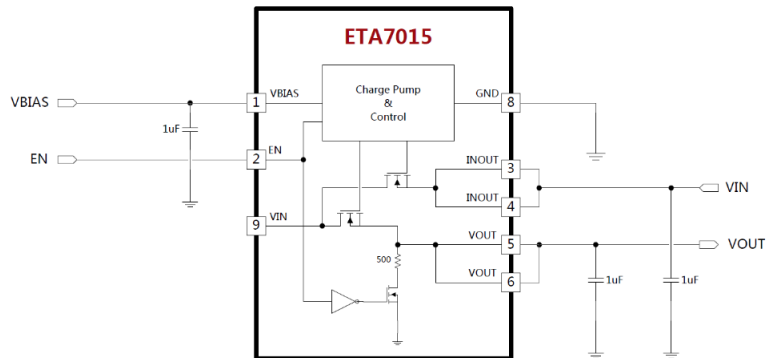 ETA7015
VBIAS
1
VBIAS
Charge Pump
&
Control
GND
8
1uF
EN
2
EN
INOUT
3
INOUT
4
VIN
9
VIN
VOUT
5
VOUT
500
VOUT
6
1uF
1uF